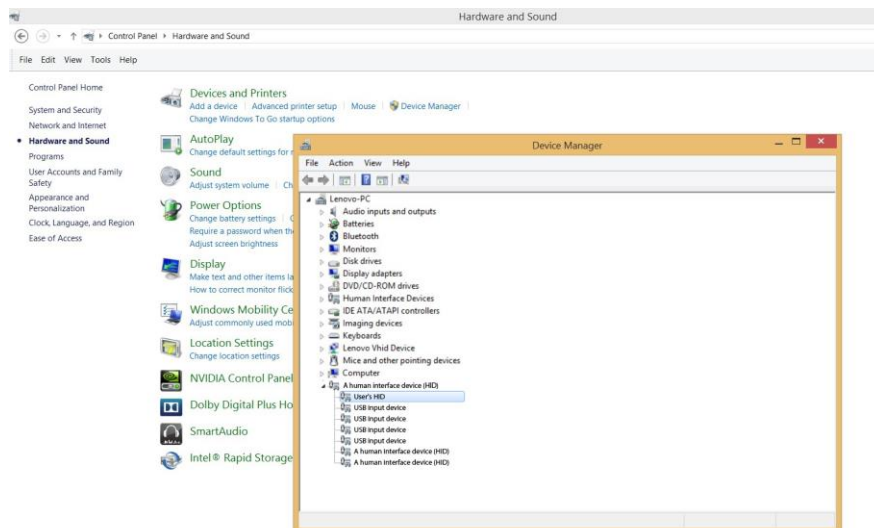 Hardware and Sound
Control Panel Hardware and Sound
File Edit View Tools Help
Control Panel Home
System and Security
Network and Internet
Hardware and Sound
Programs
User Accounts and Family
Safety
Appearance and
Personalization
Clock, Language, and Region
Ease of Access
Devices and Printers
Add a device Advanced printer setup Mouse Device Manager
Change Windows To Go startup options
AutoPlay
Change default settings for
Sound
Adjust system volume Ch
Power Options
Change battery settings
Require a password when th
Adjust screen brightness
Display
Make text and other items la
How to correct monitor flick
Windows Mobility Ce
Adjust commonly used mob
Location Settings
Change location settings
NVIDIA Control Panel
Dolby Digital Plus Ho
SmartAudio
Intel® Rapid Storage
Device Manager
File Action View Help
Lenovo-PC
Audio inputs and outputs
Batteries
Bluetooth
Monitors
Disk drives
Display adapters
DVD/CD-ROM drives
Human Interface Devices
IDE ATA/ATAPI controllers
Imaging devices
Keyboards
Lenovo Vhid Device
Mice and other pointing devices
Computer
A human interface device (HID)
User's HID
USB input device
USB input device
USB input device
USB input device
A human interface device (HID)
A human interface device (HID)